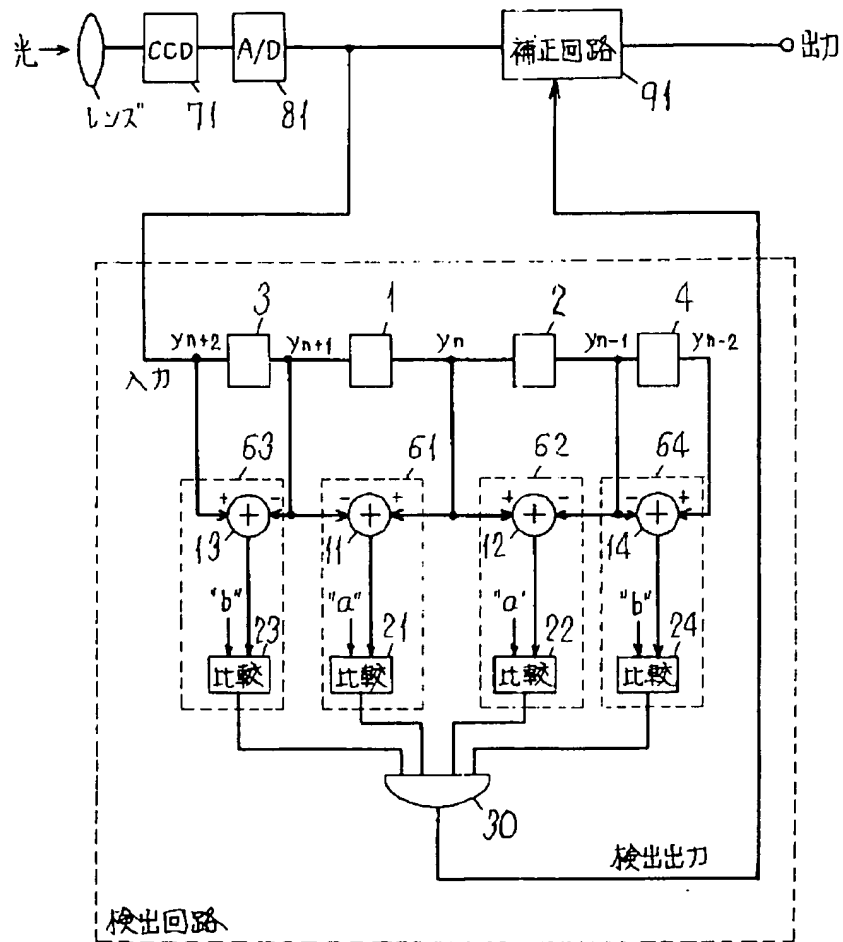 光 CCD A/D 補正回路 出力
レンズ 71 81 91
3 1 2 4
yn+2 yn+1 yn yn-1 yn-2
入力
63 61 62 64
+ - - + + - - +
+ + + +
13 11 12 14
"b" "a" "a' "b"
23 21 22 24
比較 比較 比較 比較
30
検出出力
検出回路